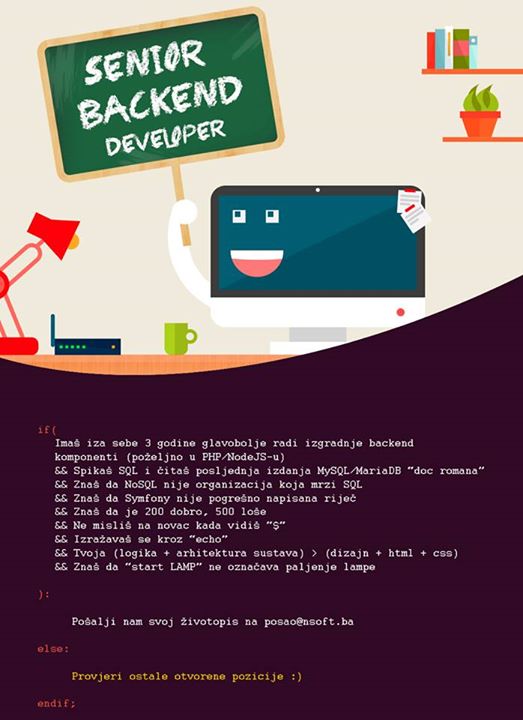 SENIOR
BACKEND
DEVELOPER
if(
Imaš iza sebe 3 godine glavobolje radi izgradnje backend
komponenti (poželjno u PHP/NodeJS-u)
&& Spikaš SQL i čitaš posljednja izdanja MySQL/MariaDB "doc romana"
&& Znaš da NoSQL nije organizacija koja mrzi SQL
&& Znaš da Symfony nije pogrešno napisana riječ
&& Znaš da je 200 dobro, 500 loše
&& Ne misliš na novac kada vidiš "$"
&& Izražavaš se kroz "echo"
&& Tvoja (logika + arhitektura sustava) > (dizajn + html + css)
&& Znaš da "start LAMP" ne označava paljenje lampe
):
Pošalji nam svoj životopis na posao@nsoft.ba
else:
Provjeri ostale otvorene pozicije :)
endif;